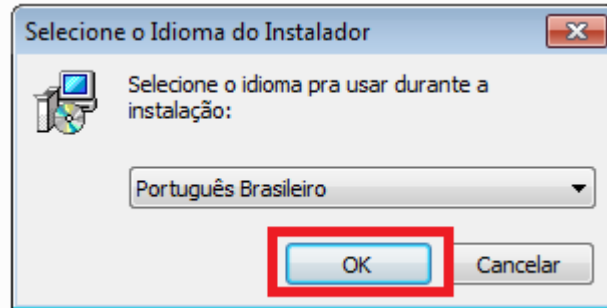 Selecione o Idioma do Instalador
Selecione o idioma pra usar durante a
instalação:
Português Brasileiro
OK
Cancelar